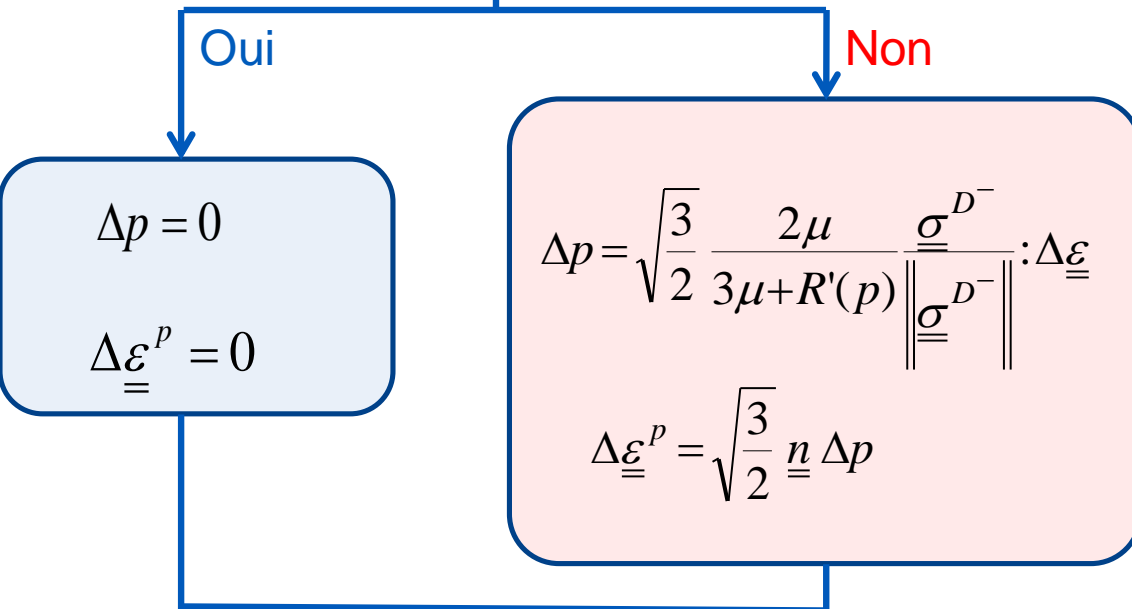 Oui
Non
Δp = 0
Δε̳ᵖ = 0
Δp = √(3/2) 2μ/(3μ+R'(p)) σ̳ᴰ⁻/‖σ̳ᴰ⁻‖ : Δε̳
Δε̳ᵖ = √(3/2) n̳ Δp